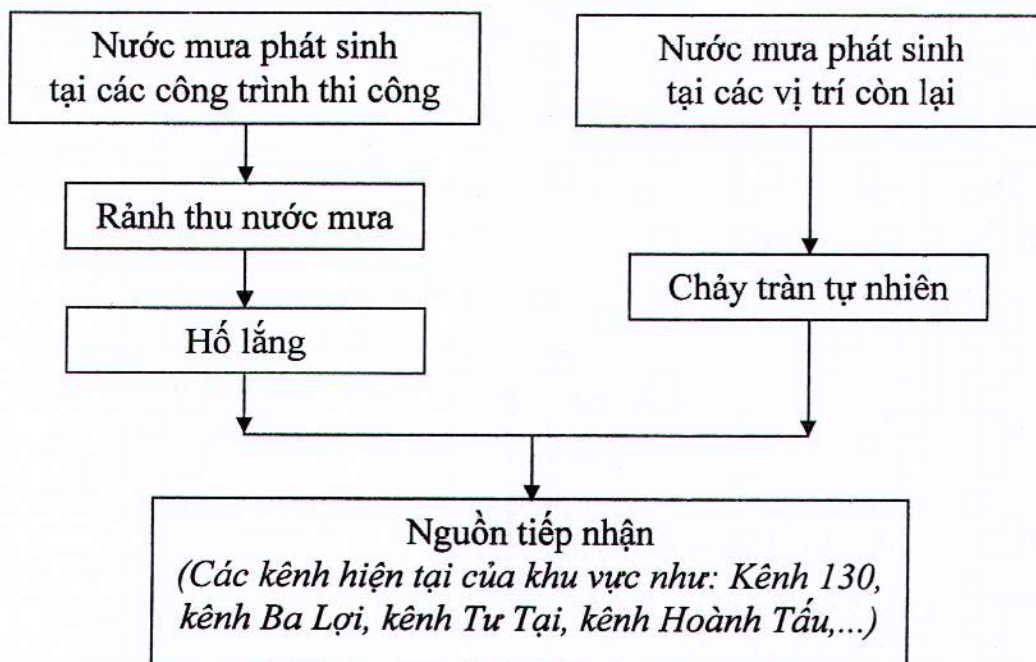 Nước mưa phát sinh
tại các công trình thi công
Nước mưa phát sinh
tại các vị trí còn lại
Rảnh thu nước mưa
Chảy tràn tự nhiên
Hố lắng
Nguồn tiếp nhận
(Các kênh hiện tại của khu vực như: Kênh 130,
kênh Ba Lợi, kênh Tư Tại, kênh Hoành Tấu,...)